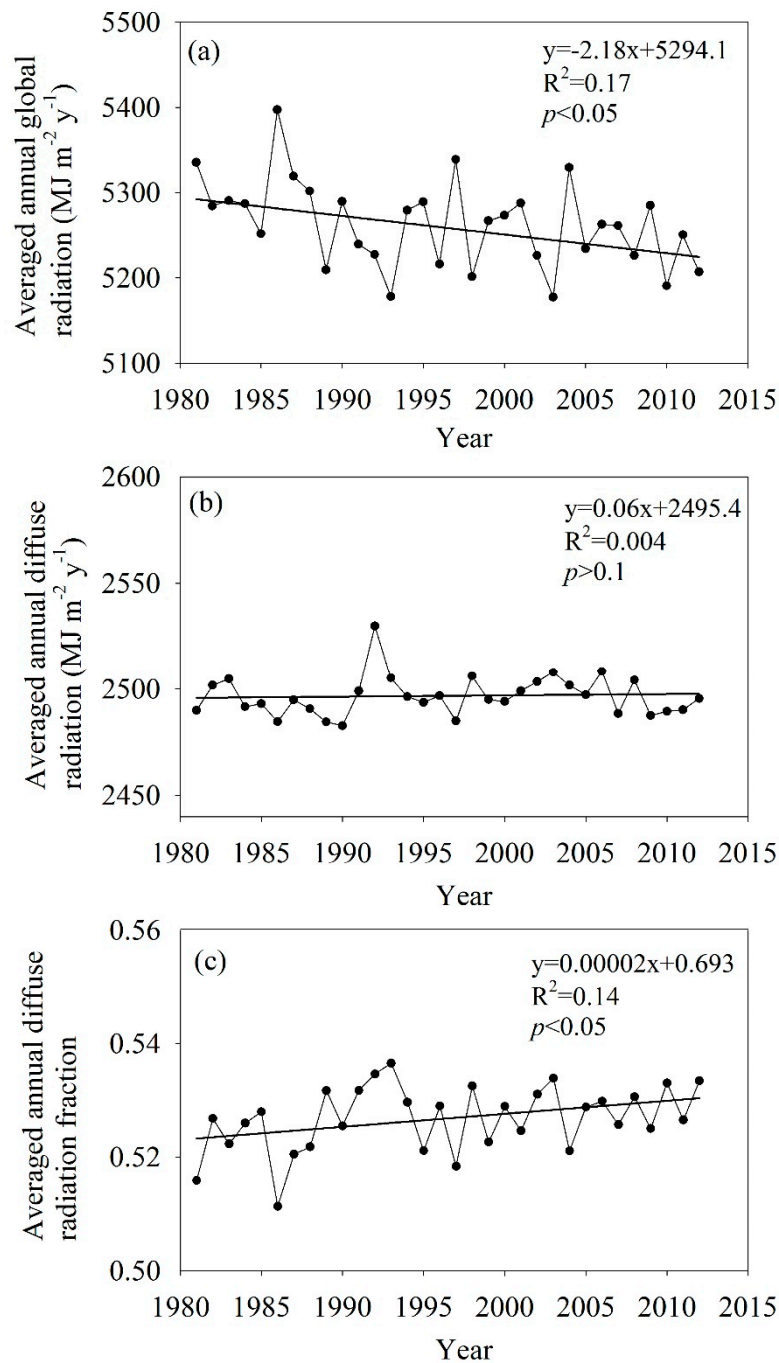 (a)
y=-2.18x+5294.1
R²=0.17
p<0.05
Averaged annual global
radiation (MJ m⁻² y⁻¹)
5500
5400
5300
5200
5100
1980 1985 1990 1995 2000 2005 2010 2015
Year
(b)
y=0.06x+2495.4
R²=0.004
p>0.1
Averaged annual diffuse
radiation (MJ m⁻² y⁻¹)
2600
2550
2500
2450
1980 1985 1990 1995 2000 2005 2010 2015
Year
(c)
y=0.00002x+0.693
R²=0.14
p<0.05
Averaged annual diffuse
radiation fraction
0.56
0.54
0.52
0.50
1980 1985 1990 1995 2000 2005 2010 2015
Year